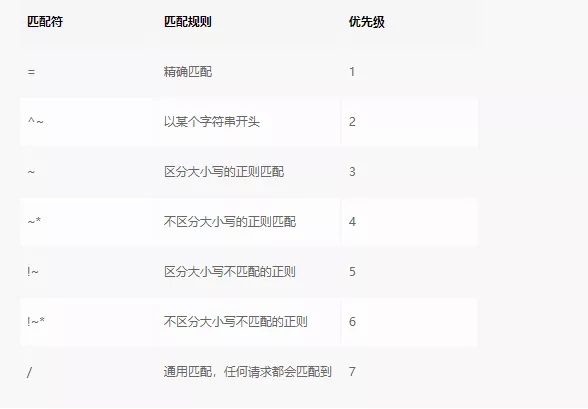 匹配符 匹配规则 优先级
= 精确匹配 1
^~ 以某个字符串开头 2
~ 区分大小写的正则匹配 3
~* 不区分大小写的正则匹配 4
!~ 区分大小写不匹配的正则 5
!~* 不区分大小写不匹配的正则 6
/ 通用匹配，任何请求都会匹配到 7